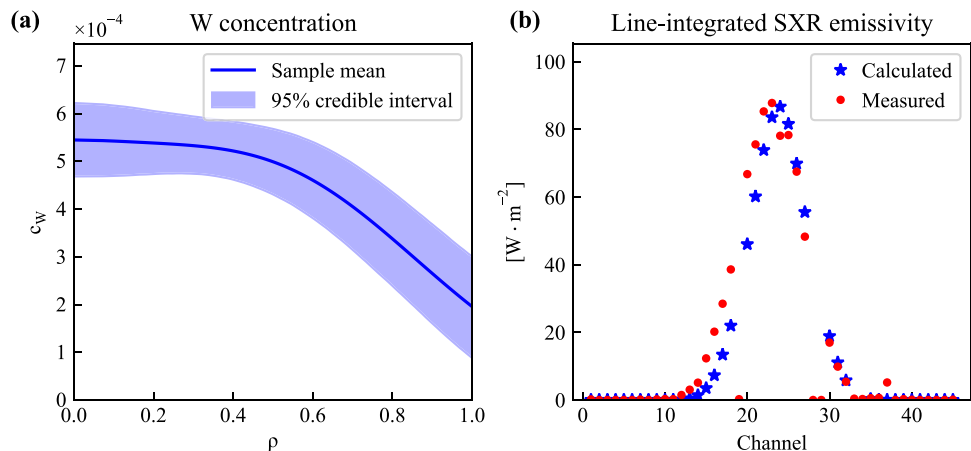 (a)
W concentration
×10⁻⁴
7
6
5
4
3
2
1
0
c_W
Sample mean
95% credible interval
0.0 0.2 0.4 0.6 0.8 1.0
ρ
(b)
Line-integrated SXR emissivity
100
80
60
40
20
0
[W · m⁻²]
Calculated
Measured
0 10 20 30 40
Channel